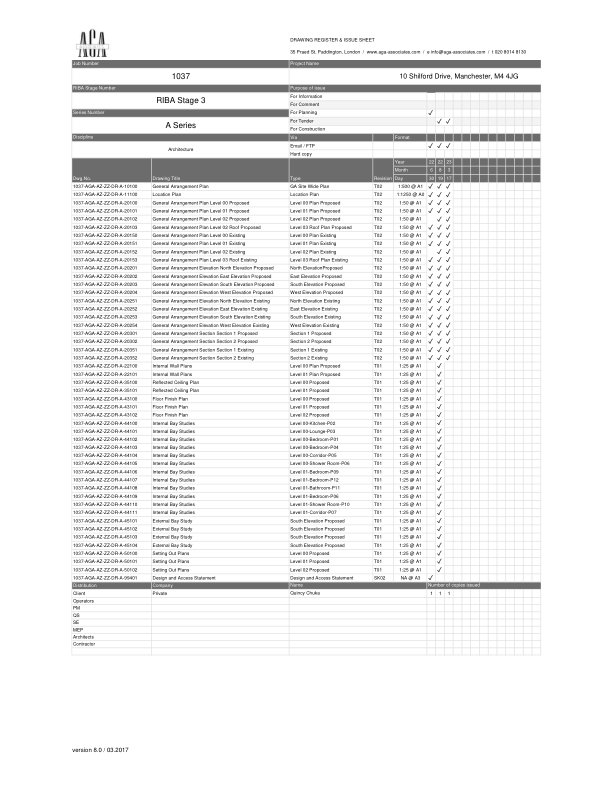 AGA
DRAWING REGISTER & ISSUE SHEET
35 Praed St, Paddington, London / www.aga-associates.com / e info@aga-associates.com / t 020 8014 8133
Job Number Project Name
1037 10 Shilford Drive, Manchester, M4 4JG
RIBA Stage Number Purpose of Issue
RIBA Stage 3 For Information
For Comment
Series Number For Planning ✓
A Series For Tender ✓ ✓
For Construction
Discipline Via Format
Architecture Email / FTP ✓ ✓ ✓
Hard copy
Year 22 22 23
Month 5 8 3
Dwg No. Drawing Title Type Revision Day 30 19 17
1037-AGA-AZ-ZZ-DR-A-10100 General Arrangement Plan GA Site Wide Plan T02 1:500 @ A1 ✓ ✓ ✓
1037-AGA-AZ-ZZ-DR-A-11100 Location Plan Location Plan T02 1:1250 @ A3 ✓ ✓ ✓
1037-AGA-AZ-ZZ-DR-A-20100 General Arrangement Plan Level 00 Proposed Level 00 Plan Proposed T02 1:50 @ A1 ✓ ✓ ✓
1037-AGA-AZ-ZZ-DR-A-20101 General Arrangement Plan Level 01 Proposed Level 01 Plan Proposed T02 1:50 @ A1 ✓ ✓ ✓
1037-AGA-AZ-ZZ-DR-A-20102 General Arrangement Plan Level 02 Proposed Level 02 Plan Proposed T02 1:50 @ A1 ✓ ✓
1037-AGA-AZ-ZZ-DR-A-20103 General Arrangement Plan Level 02 Roof Proposed Level 03 Roof Plan Proposed T02 1:50 @ A1 ✓ ✓ ✓
1037-AGA-AZ-ZZ-DR-A-20150 General Arrangement Plan Level 00 Existing Level 00 Plan Existing T02 1:50 @ A1 ✓ ✓ ✓
1037-AGA-AZ-ZZ-DR-A-20151 General Arrangement Plan Level 01 Existing Level 01 Plan Existing T02 1:50 @ A1 ✓ ✓ ✓
1037-AGA-AZ-ZZ-DR-A-20152 General Arrangement Plan Level 02 Existing Level 02 Plan Existing T02 1:50 @ A1 ✓ ✓ ✓
1037-AGA-AZ-ZZ-DR-A-20153 General Arrangement Plan Level 03 Roof Existing Level 03 Roof Plan Existing T02 1:50 @ A1 ✓ ✓ ✓
1037-AGA-AZ-ZZ-DR-A-20201 General Arrangement Elevation North Elevation Proposed North ElevationProposed T02 1:50 @ A1 ✓ ✓ ✓
1037-AGA-AZ-ZZ-DR-A-20202 General Arrangement Elevation East Elevation Proposed East Elevation Proposed T02 1:50 @ A1 ✓ ✓ ✓
1037-AGA-AZ-ZZ-DR-A-20203 General Arrangement Elevation South Elevation Proposed South Elevation Proposed T02 1:50 @ A1 ✓ ✓ ✓
1037-AGA-AZ-ZZ-DR-A-20204 General Arrangement Elevation West Elevation Proposed West Elevation Proposed T02 1:50 @ A1 ✓ ✓ ✓
1037-AGA-AZ-ZZ-DR-A-20251 General Arrangement Elevation North Elevation Existing North Elevation Existing T02 1:50 @ A1 ✓ ✓ ✓
1037-AGA-AZ-ZZ-DR-A-20252 General Arrangement Elevation East Elevation Existing East Elevation Existing T02 1:50 @ A1 ✓ ✓ ✓
1037-AGA-AZ-ZZ-DR-A-20253 General Arrangement Elevation South Elevation Existing South Elevation Existing T02 1:50 @ A1 ✓ ✓ ✓
1037-AGA-AZ-ZZ-DR-A-20254 General Arrangement Elevation West Elevation Existing West Elevation Existing T02 1:50 @ A1 ✓ ✓ ✓
1037-AGA-AZ-ZZ-DR-A-20301 General Arrangement Section Section 1 Proposed Section 1 Proposed T02 1:50 @ A1 ✓ ✓ ✓
1037-AGA-AZ-ZZ-DR-A-20302 General Arrangement Section Section 2 Proposed Section 2 Proposed T02 1:50 @ A1 ✓ ✓ ✓
1037-AGA-AZ-ZZ-DR-A-20351 General Arrangement Section Section 1 Existing Section 1 Existing T02 1:50 @ A1 ✓ ✓ ✓
1037-AGA-AZ-ZZ-DR-A-20352 General Arrangement Section Section 2 Existing Section 2 Existing T02 1:50 @ A1 ✓ ✓ ✓
1037-AGA-AZ-ZZ-DR-A-22100 Internal Wall Plans Level 00 Plan Proposed T01 1:25 @ A1 ✓
1037-AGA-AZ-ZZ-DR-A-22101 Internal Wall Plans Level 01 Plan Proposed T01 1:25 @ A1 ✓
1037-AGA-AZ-ZZ-DR-A-35100 Reflected Ceiling Plan Level 00 Proposed T01 1:25 @ A1 ✓
1037-AGA-AZ-ZZ-DR-A-35101 Reflected Ceiling Plan Level 01 Proposed T01 1:25 @ A1 ✓
1037-AGA-AZ-ZZ-DR-A-43100 Floor Finish Plan Level 00 Proposed T01 1:25 @ A1 ✓
1037-AGA-AZ-ZZ-DR-A-43101 Floor Finish Plan Level 01 Proposed T01 1:25 @ A1 ✓
1037-AGA-AZ-ZZ-DR-A-43102 Floor Finish Plan Level 02 Proposed T01 1:25 @ A1 ✓
1037-AGA-AZ-ZZ-DR-A-44100 Internal Bay Studies Level 00-Kitchen-P02 T01 1:25 @ A1 ✓
1037-AGA-AZ-ZZ-DR-A-44101 Internal Bay Studies Level 00-Lounge-P03 T01 1:25 @ A1 ✓
1037-AGA-AZ-ZZ-DR-A-44102 Internal Bay Studies Level 00-Bedroom-P01 T01 1:25 @ A1 ✓
1037-AGA-AZ-ZZ-DR-A-44103 Internal Bay Studies Level 00-Bedroom-P04 T01 1:25 @ A1 ✓
1037-AGA-AZ-ZZ-DR-A-44104 Internal Bay Studies Level 00-Corridor-P05 T01 1:25 @ A1 ✓
1037-AGA-AZ-ZZ-DR-A-44105 Internal Bay Studies Level 00-Shower Room-P06 T01 1:25 @ A1 ✓
1037-AGA-AZ-ZZ-DR-A-44106 Internal Bay Studies Level 01-Bedroom-P09 T01 1:25 @ A1 ✓
1037-AGA-AZ-ZZ-DR-A-44107 Internal Bay Studies Level 01-Bedroom-P12 T01 1:25 @ A1 ✓
1037-AGA-AZ-ZZ-DR-A-44108 Internal Bay Studies Level 01-Bathroom-P11 T01 1:25 @ A1 ✓
1037-AGA-AZ-ZZ-DR-A-44109 Internal Bay Studies Level 01-Bedroom-P08 T01 1:25 @ A1 ✓
1037-AGA-AZ-ZZ-DR-A-44110 Internal Bay Studies Level 01-Shower Room-P10 T01 1:25 @ A1 ✓
1037-AGA-AZ-ZZ-DR-A-44111 Internal Bay Studies Level 01-Corridor-P07 T01 1:25 @ A1 ✓
1037-AGA-AZ-ZZ-DR-A-45101 External Bay Study South Elevation Proposed T01 1:25 @ A1 ✓
1037-AGA-AZ-ZZ-DR-A-45102 External Bay Study South Elevation Proposed T01 1:25 @ A1 ✓
1037-AGA-AZ-ZZ-DR-A-45103 External Bay Study South Elevation Proposed T01 1:25 @ A1 ✓
1037-AGA-AZ-ZZ-DR-A-45104 External Bay Study South Elevation Proposed T01 1:25 @ A1 ✓
1037-AGA-AZ-ZZ-DR-A-50100 Setting Out Plans Level 00 Proposed T01 1:25 @ A1 ✓
1037-AGA-AZ-ZZ-DR-A-50101 Setting Out Plans Level 01 Proposed T01 1:25 @ A1 ✓
1037-AGA-AZ-ZZ-DR-A-50102 Setting Out Plans Level 02 Proposed T01 1:25 @ A1 ✓
1037-AGA-AZ-ZZ-DR-A-99401 Design and Access Statement Design and Access Statement SK02 NA @ A3 ✓
Distribution Company Name Number of copies issued
Client Private Quincy Chuka 1 1 1
Operators
PM
QS
SE
MEP
Architects
Contractor
version 6.0 / 03.2017